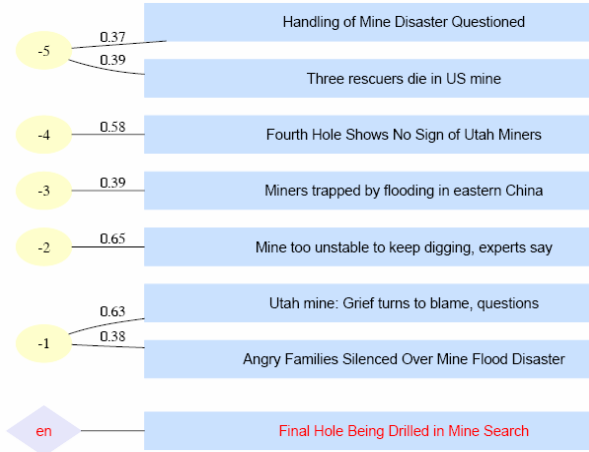 0.37
Handling of Mine Disaster Questioned
-5
0.39
Three rescuers die in US mine
-4
0.58
Fourth Hole Shows No Sign of Utah Miners
-3
0.39
Miners trapped by flooding in eastern China
-2
0.65
Mine too unstable to keep digging, experts say
0.63
Utah mine: Grief turns to blame, questions
-1
0.38
Angry Families Silenced Over Mine Flood Disaster
en
Final Hole Being Drilled in Mine Search